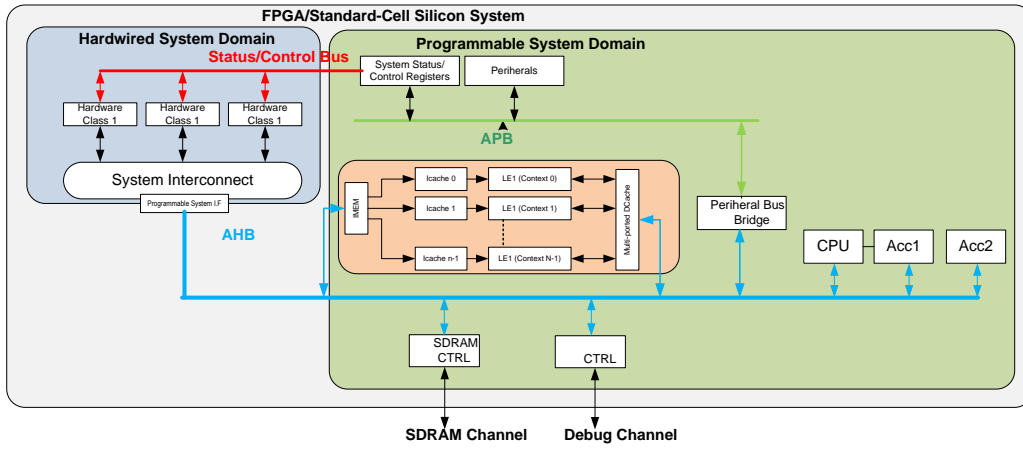 FPGA/Standard-Cell Silicon System
Hardwired System Domain
Programmable System Domain
Status/Control Bus
System Status/
Control Registers
Periherals
Hardware
Class 1
Hardware
Class 1
Hardware
Class 1
APB
System Interconnect
Programmable System I.F
AHB
IMEM
Icache 0
LE1 (Context 0)
Icache 1
LE1 (Context 1)
Icache n-1
LE1 (Context N-1)
Multi-ported DCache
Periheral Bus
Bridge
CPU
Acc1
Acc2
SDRAM
CTRL
CTRL
SDRAM Channel
Debug Channel